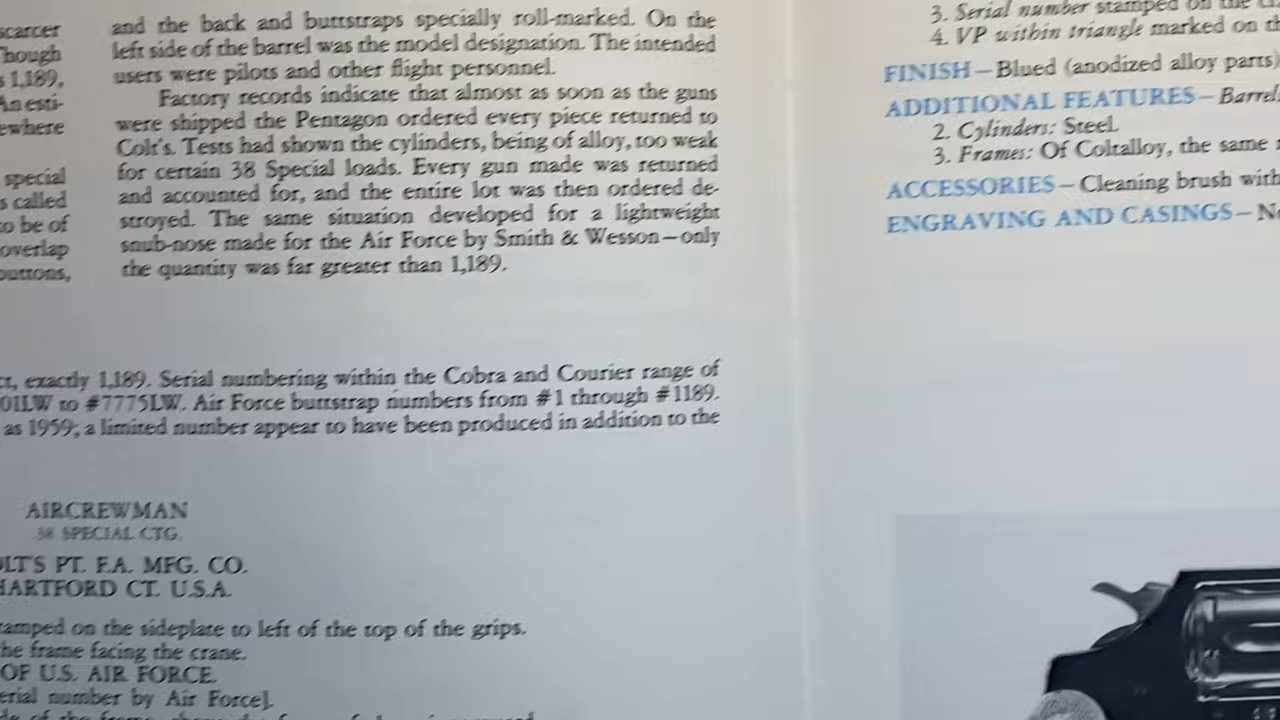 scarcer
Though
1,189,
An esti-
ewhere
special
s called
to be of
overlap
buttons,
and the back and buttstraps specially roll-marked. On the
left side of the barrel was the model designation. The intended
users were pilots and other flight personnel.
Factory records indicate that almost as soon as the guns
were shipped the Pentagon ordered every piece returned to
Colt's. Tests had shown the cylinders, being of alloy, too weak
for certain 38 Special loads. Every gun made was returned
and accounted for, and the entire lot was then ordered de-
stroyed. The same situation developed for a lightweight
snub-nose made for the Air Force by Smith & Wesson—only
the quantity was far greater than 1,189.
ct, exactly 1,189. Serial numbering within the Cobra and Courier range of
01LW to #7775LW. Air Force buttstrap numbers from #1 through #1189.
as 1959; a limited number appear to have been produced in addition to the
AIRCREWMAN
38 SPECIAL CTG.
OLT'S PT. F.A. MFG. CO.
HARTFORD CT. U.S.A.
tamped on the sideplate to left of the top of the grips.
he frame facing the crane.
OF U.S. AIR FORCE.
erial number by Air Force].
3. Serial number stamped on the
4. VP within triangle marked on th
FINISH—Blued (anodized alloy parts)
ADDITIONAL FEATURES—Barrel:
2. Cylinders: Steel.
3. Frames: Of Coltalloy, the same
ACCESSORIES—Cleaning brush with
ENGRAVING AND CASINGS—N